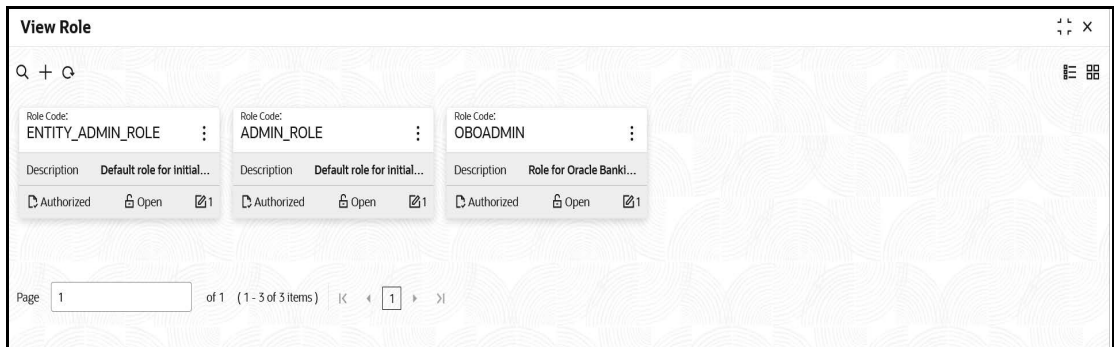 View Role
Role Code: Role Code: Role Code:
ENTITY_ADMIN_ROLE ADMIN_ROLE OBOADMIN
Description Default role for initial... Description Default role for initial... Description Role for Oracle Banki...
Authorized Open 1 Authorized Open 1 Authorized Open 1
Page 1 of 1 ( 1 - 3 of 3 items ) 1